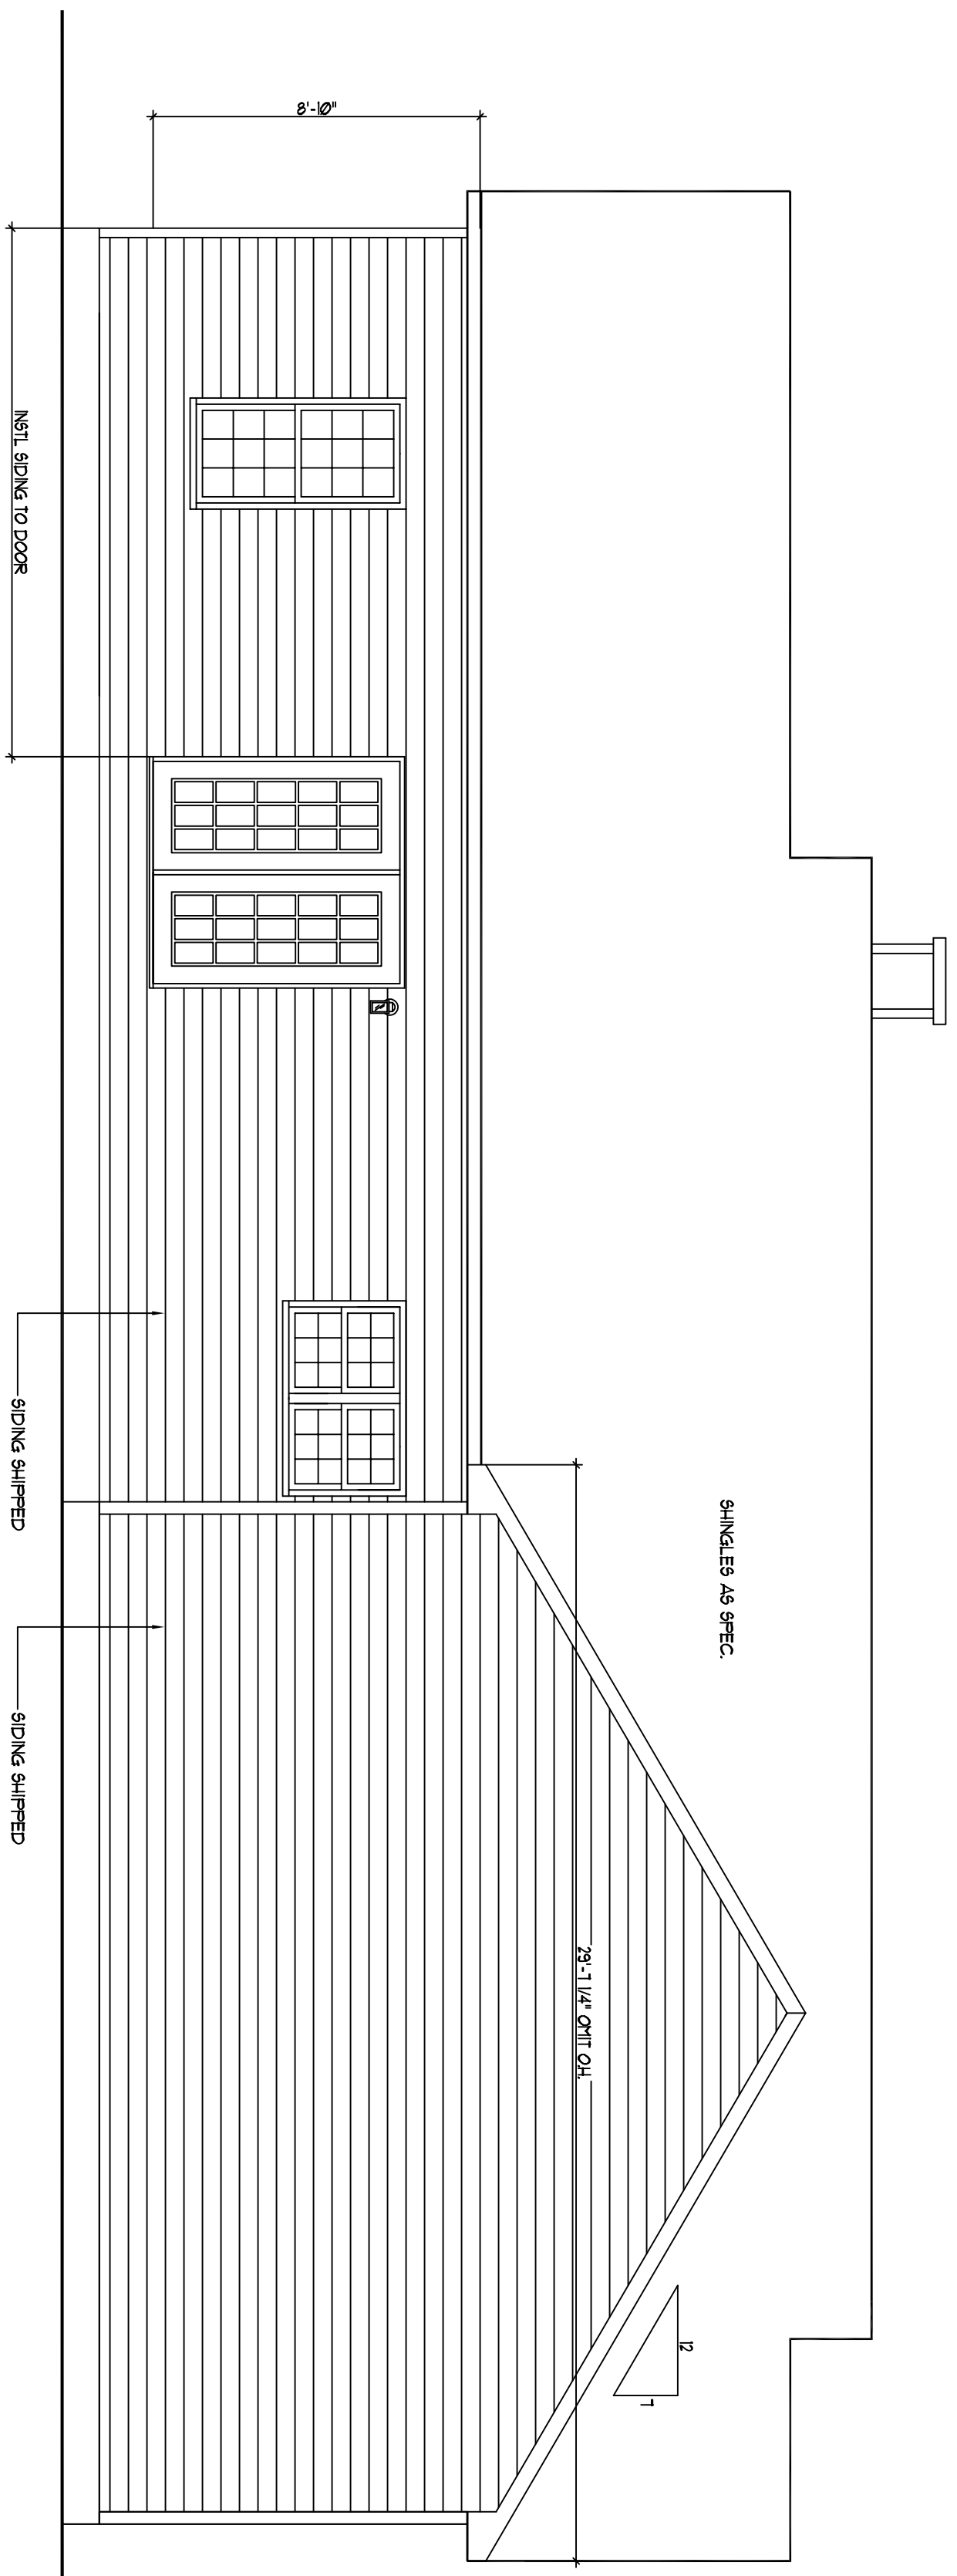 SHINGLES AS SPEC.
12
7
29'-7 1/4" OMIT O.H.
8'-10"
INSTL SIDING TO DOOR
SIDING SHIPPED
SIDING SHIPPED